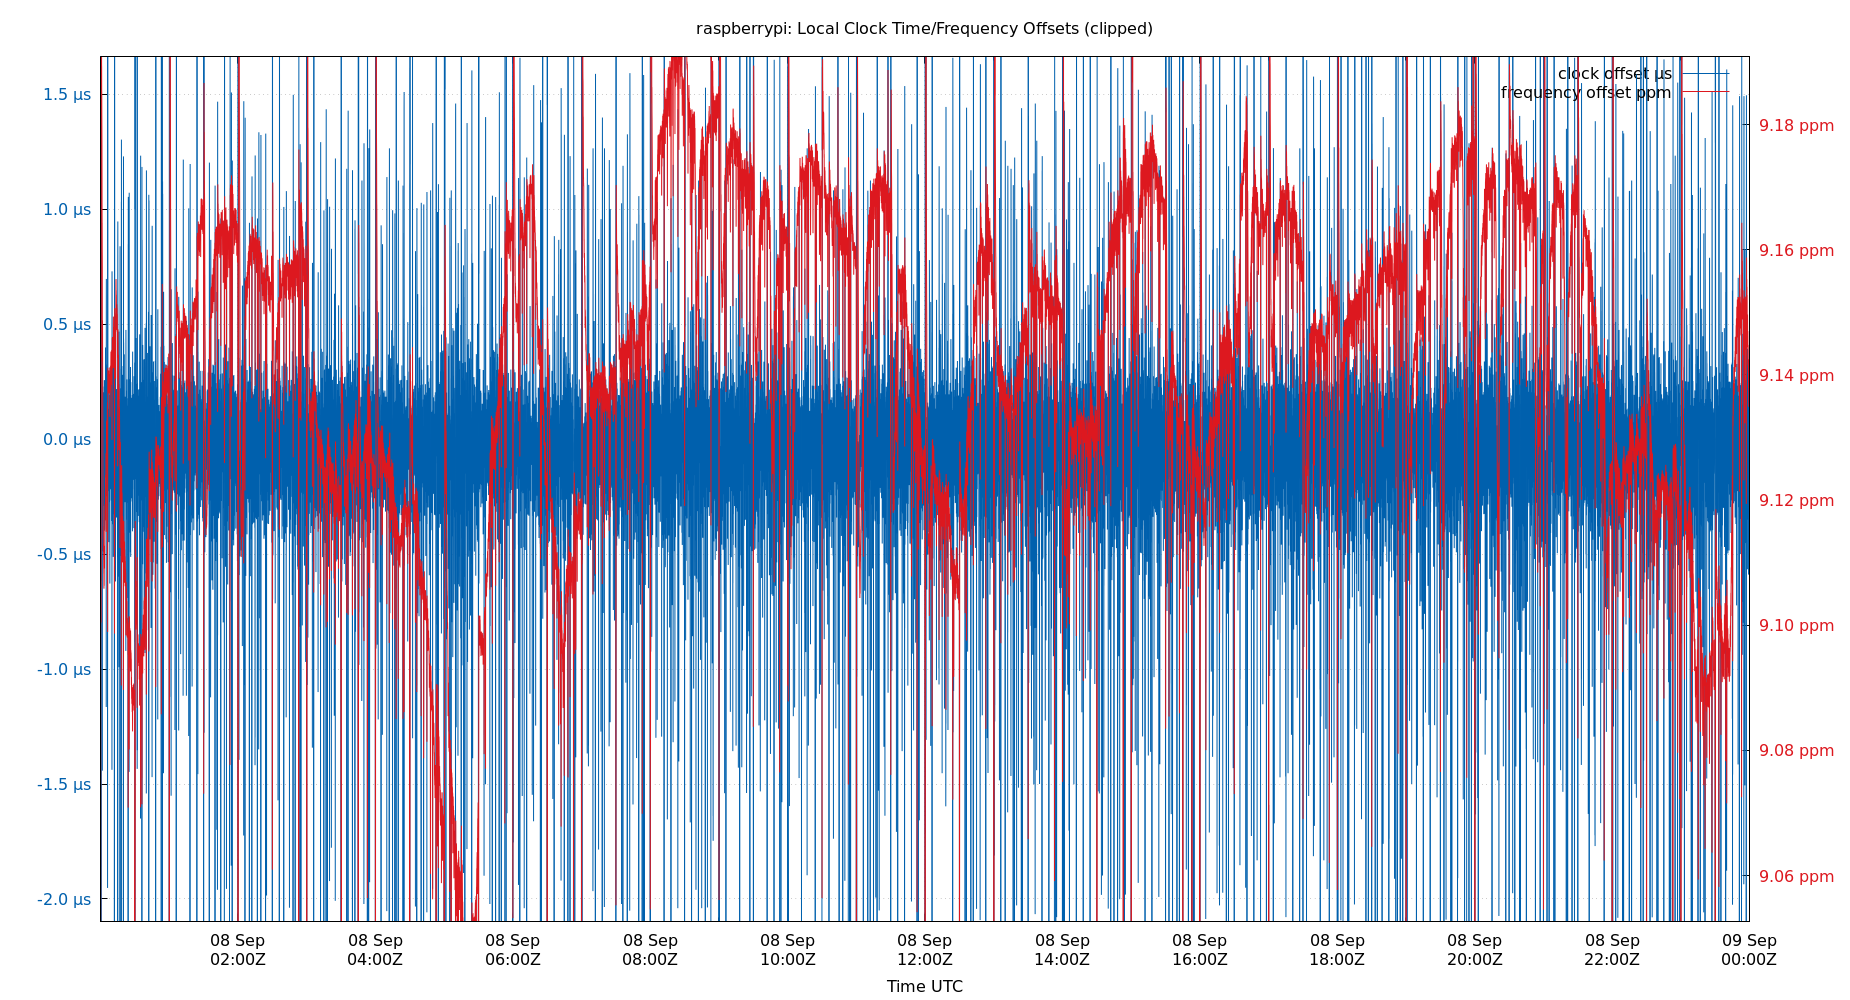 raspberrypi: Local Clock Time/Frequency Offsets (clipped)
clock offset µs
frequency offset ppm
1.5 µs
1.0 µs
0.5 µs
0.0 µs
-0.5 µs
-1.0 µs
-1.5 µs
-2.0 µs
9.18 ppm
9.16 ppm
9.14 ppm
9.12 ppm
9.10 ppm
9.08 ppm
9.06 ppm
08 Sep 08 Sep 08 Sep 08 Sep 08 Sep 08 Sep 08 Sep 08 Sep 08 Sep 08 Sep 08 Sep 09 Sep
02:00Z 04:00Z 06:00Z 08:00Z 10:00Z 12:00Z 14:00Z 16:00Z 18:00Z 20:00Z 22:00Z 00:00Z
Time UTC